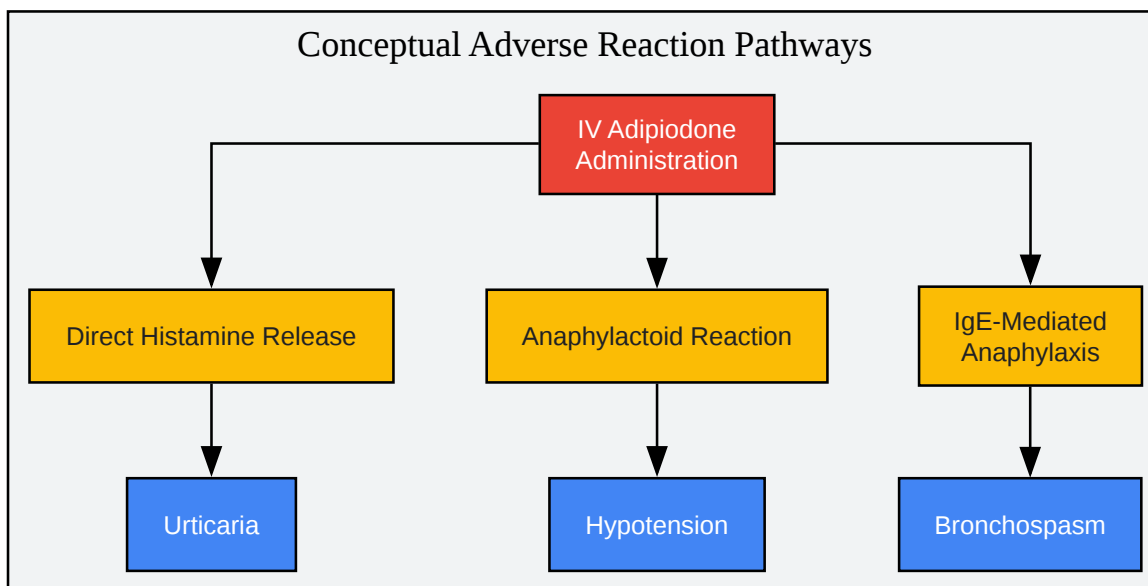 Conceptual Adverse Reaction Pathways
IV Adipiodone
Administration
Direct Histamine Release
Anaphylactoid Reaction
IgE-Mediated
Anaphylaxis
Urticaria
Hypotension
Bronchospasm